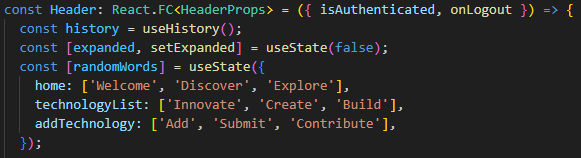 const Header: React.FC<HeaderProps> = ({ isAuthenticated, onLogout }) => {
  const history = useHistory();
  const [expanded, setExpanded] = useState(false);
  const [randomWords] = useState({
    home: ['Welcome', 'Discover', 'Explore'],
    technologyList: ['Innovate', 'Create', 'Build'],
    addTechnology: ['Add', 'Submit', 'Contribute'],
  });